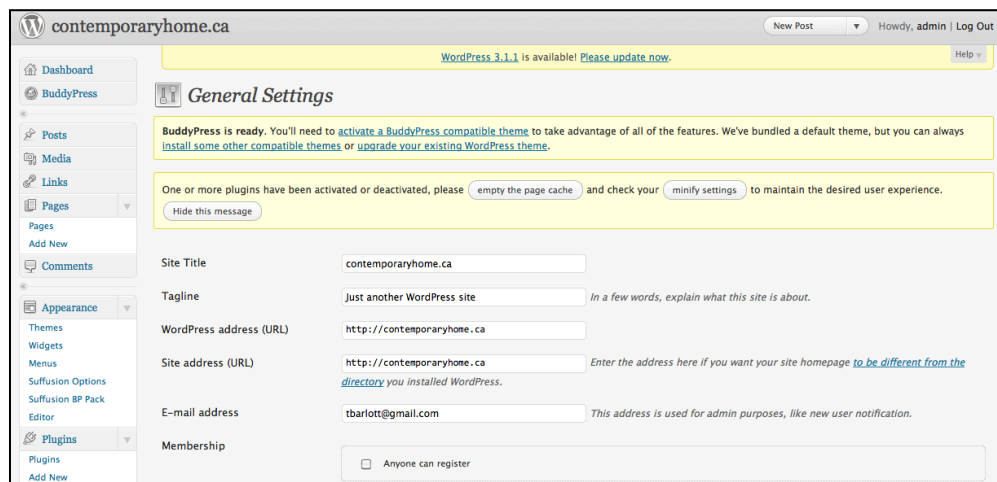 contemporaryhome.ca
New Post
Howdy, admin | Log Out
WordPress 3.1.1 is available! Please update now.
Help
Dashboard
BuddyPress
Posts
Media
Links
Pages
Pages
Add New
Comments
Appearance
Themes
Widgets
Menus
Suffusion Options
Suffusion BP Pack
Editor
Plugins
Plugins
Add New
General Settings
BuddyPress is ready. You'll need to activate a BuddyPress compatible theme to take advantage of all of the features. We've bundled a default theme, but you can always
install some other compatible themes or upgrade your existing WordPress theme.
One or more plugins have been activated or deactivated, please empty the page cache and check your minify settings to maintain the desired user experience.
Hide this message
Site Title contemporaryhome.ca
Tagline Just another WordPress site In a few words, explain what this site is about.
WordPress address (URL) http://contemporaryhome.ca
Site address (URL) http://contemporaryhome.ca Enter the address here if you want your site homepage to be different from the
directory you installed WordPress.
E-mail address tbarlott@gmail.com This address is used for admin purposes, like new user notification.
Membership
Anyone can register